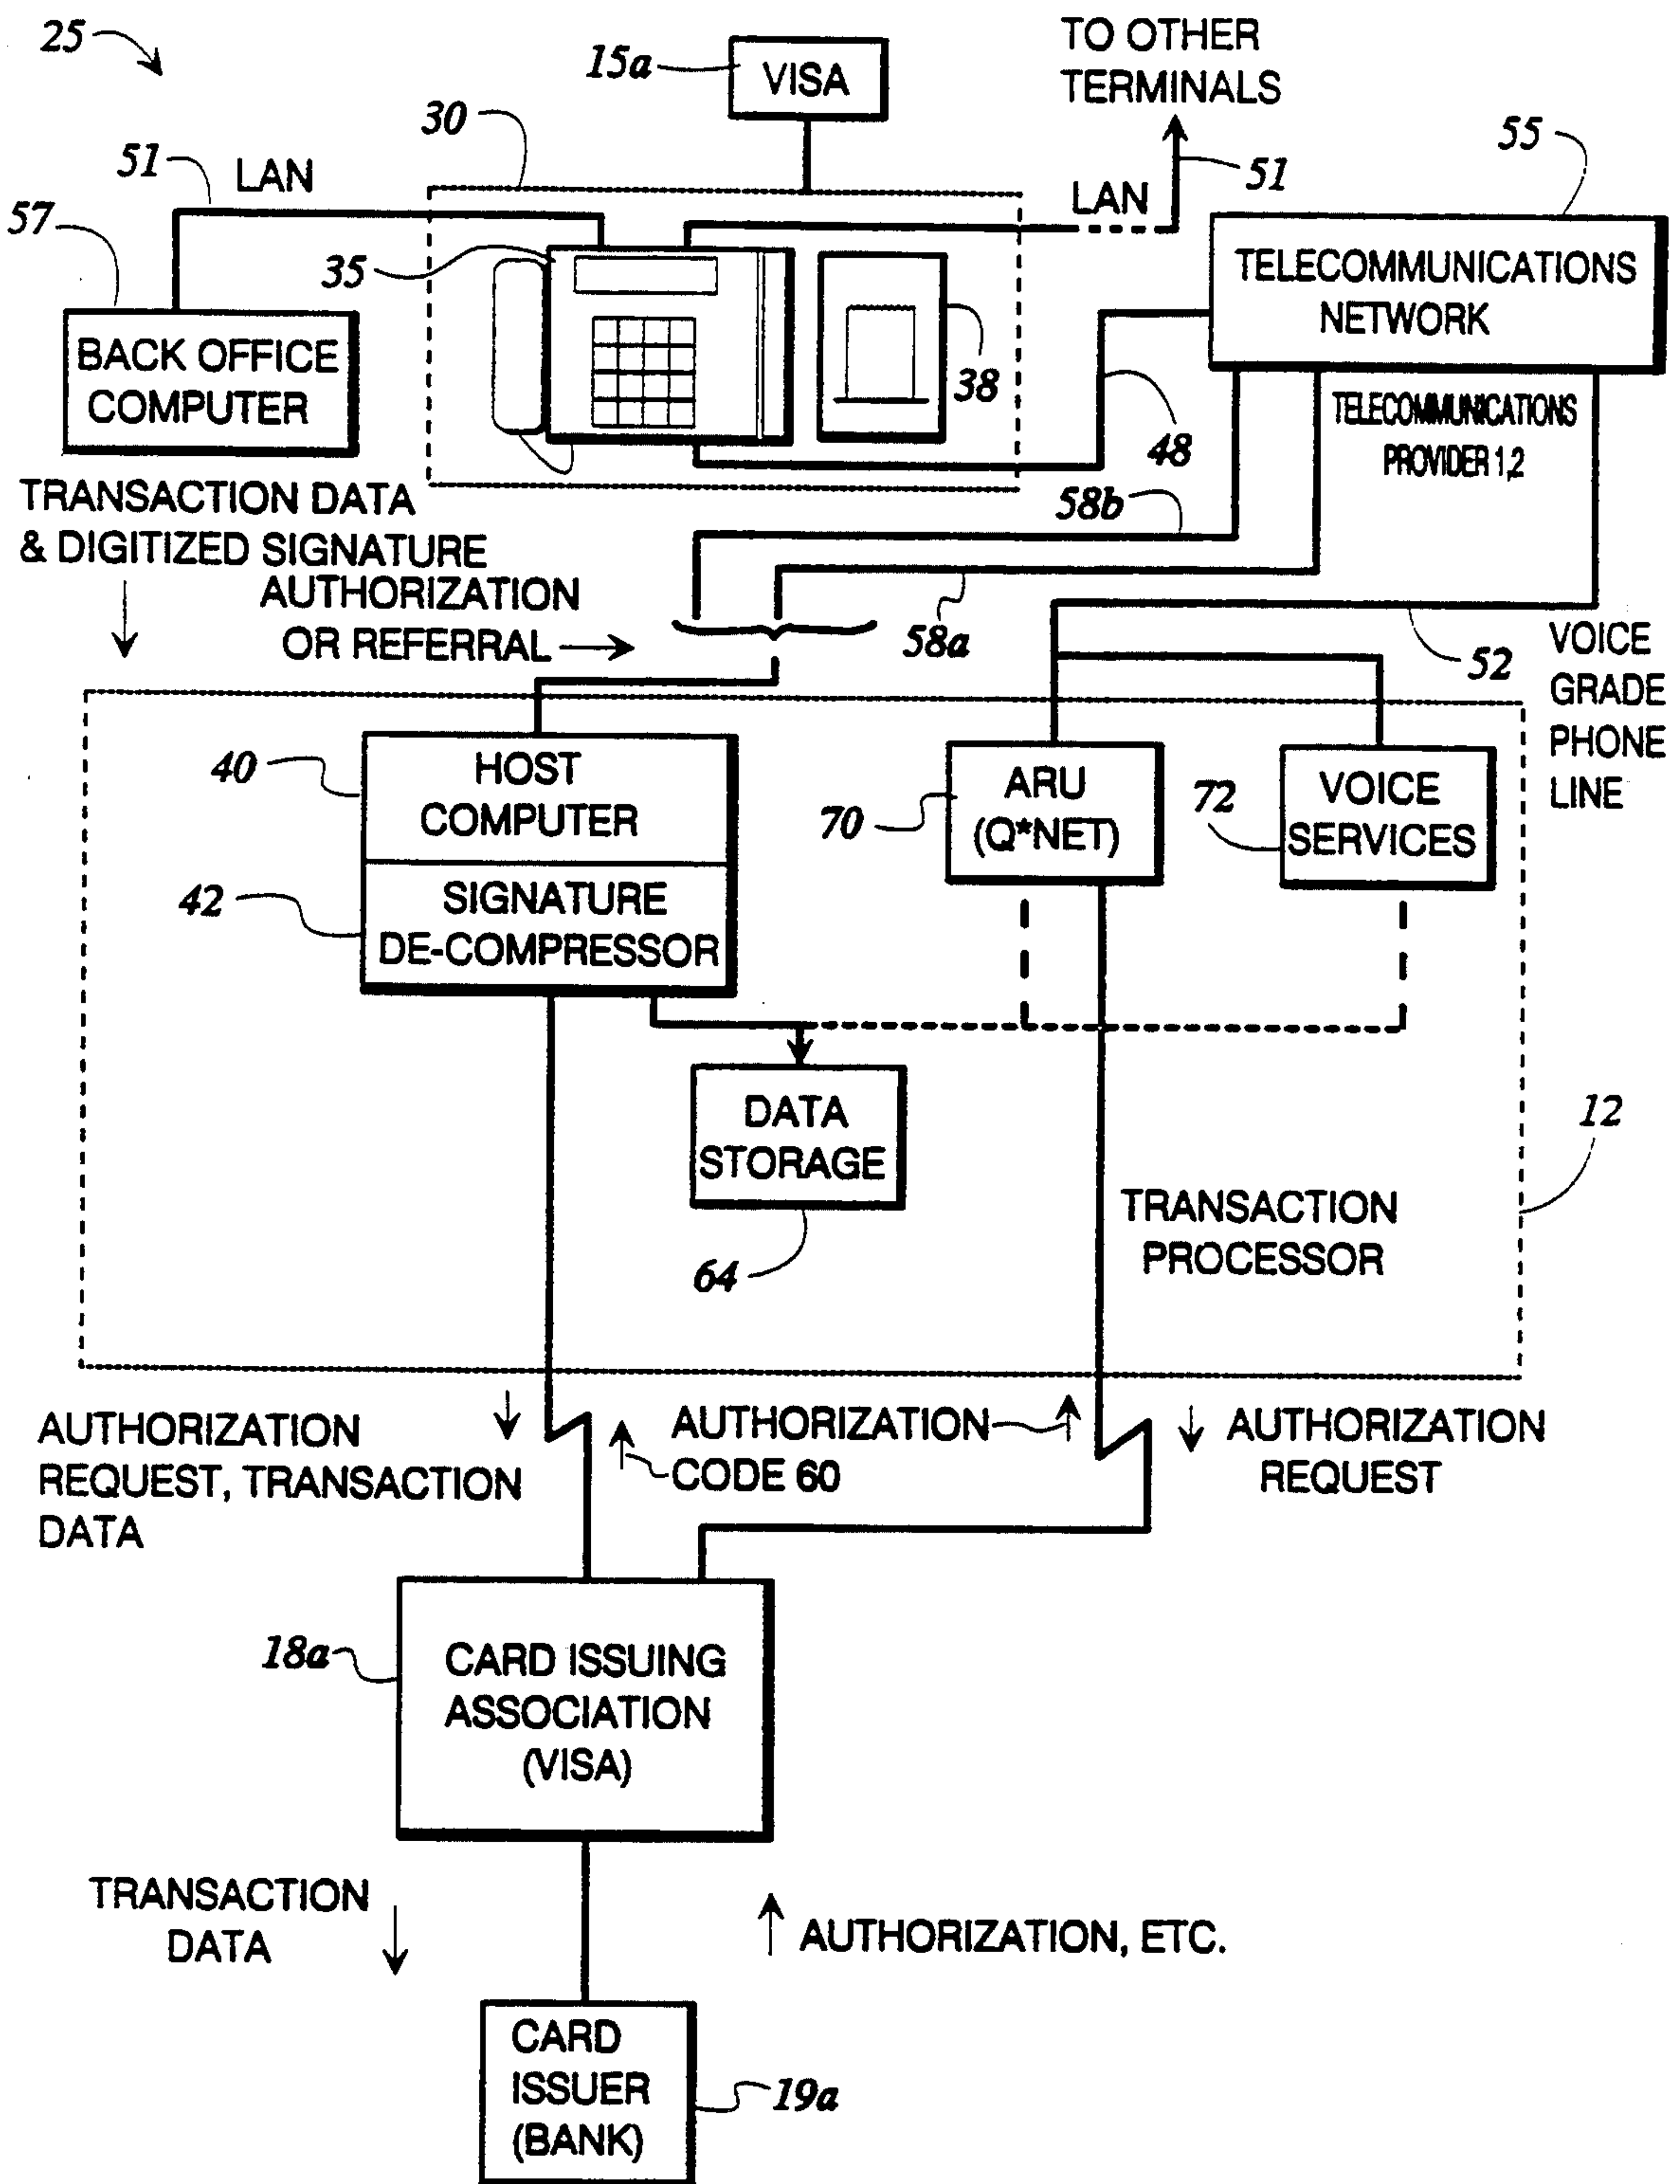 25
15a
VISA
TO OTHER
TERMINALS
30
55
51
LAN
LAN
51
57
35
TELECOMMUNICATIONS
NETWORK
BACK OFFICE
COMPUTER
38
48
TELECOMMUNICATIONS
PROVIDER 1,2
TRANSACTION DATA
& DIGITIZED SIGNATURE
58b
AUTHORIZATION
OR REFERRAL
58a
52
VOICE
GRADE
PHONE
LINE
40
HOST
COMPUTER
42
SIGNATURE
DE-COMPRESSOR
70
ARU
(Q*NET)
72
VOICE
SERVICES
DATA
STORAGE
64
12
TRANSACTION
PROCESSOR
AUTHORIZATION
REQUEST, TRANSACTION
DATA
AUTHORIZATION
CODE 60
AUTHORIZATION
REQUEST
18a
CARD ISSUING
ASSOCIATION
(VISA)
TRANSACTION
DATA
AUTHORIZATION, ETC.
CARD
ISSUER
(BANK)
19a